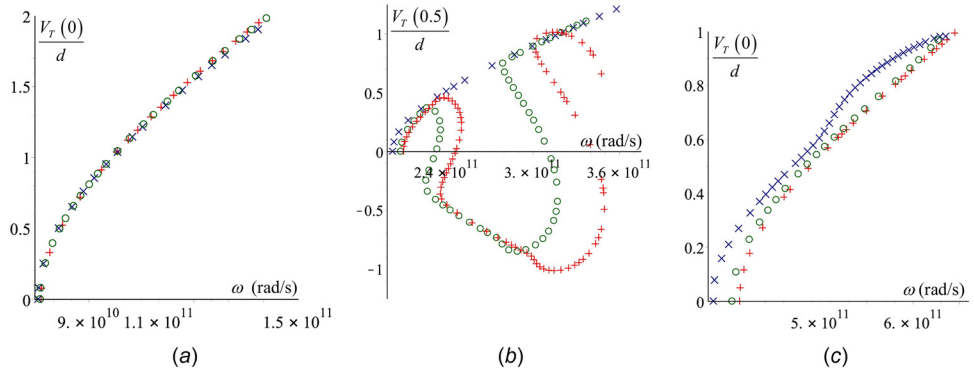 2
V_T (0)
d
1.5
1
0.5
0
ω (rad/s)
9. × 10^10 1.1 × 10^11 1.5 × 10^11
(a)
1
V_T (0.5)
d
0.5
0
ω (rad/s)
2.4 × 10^11 3. × 10^11 3.6 × 10^11
−0.5
−1
(b)
1
V_T (0)
d
0.8
0.6
0.4
0.2
0
ω (rad/s)
5. × 10^11 6. × 10^11
(c)